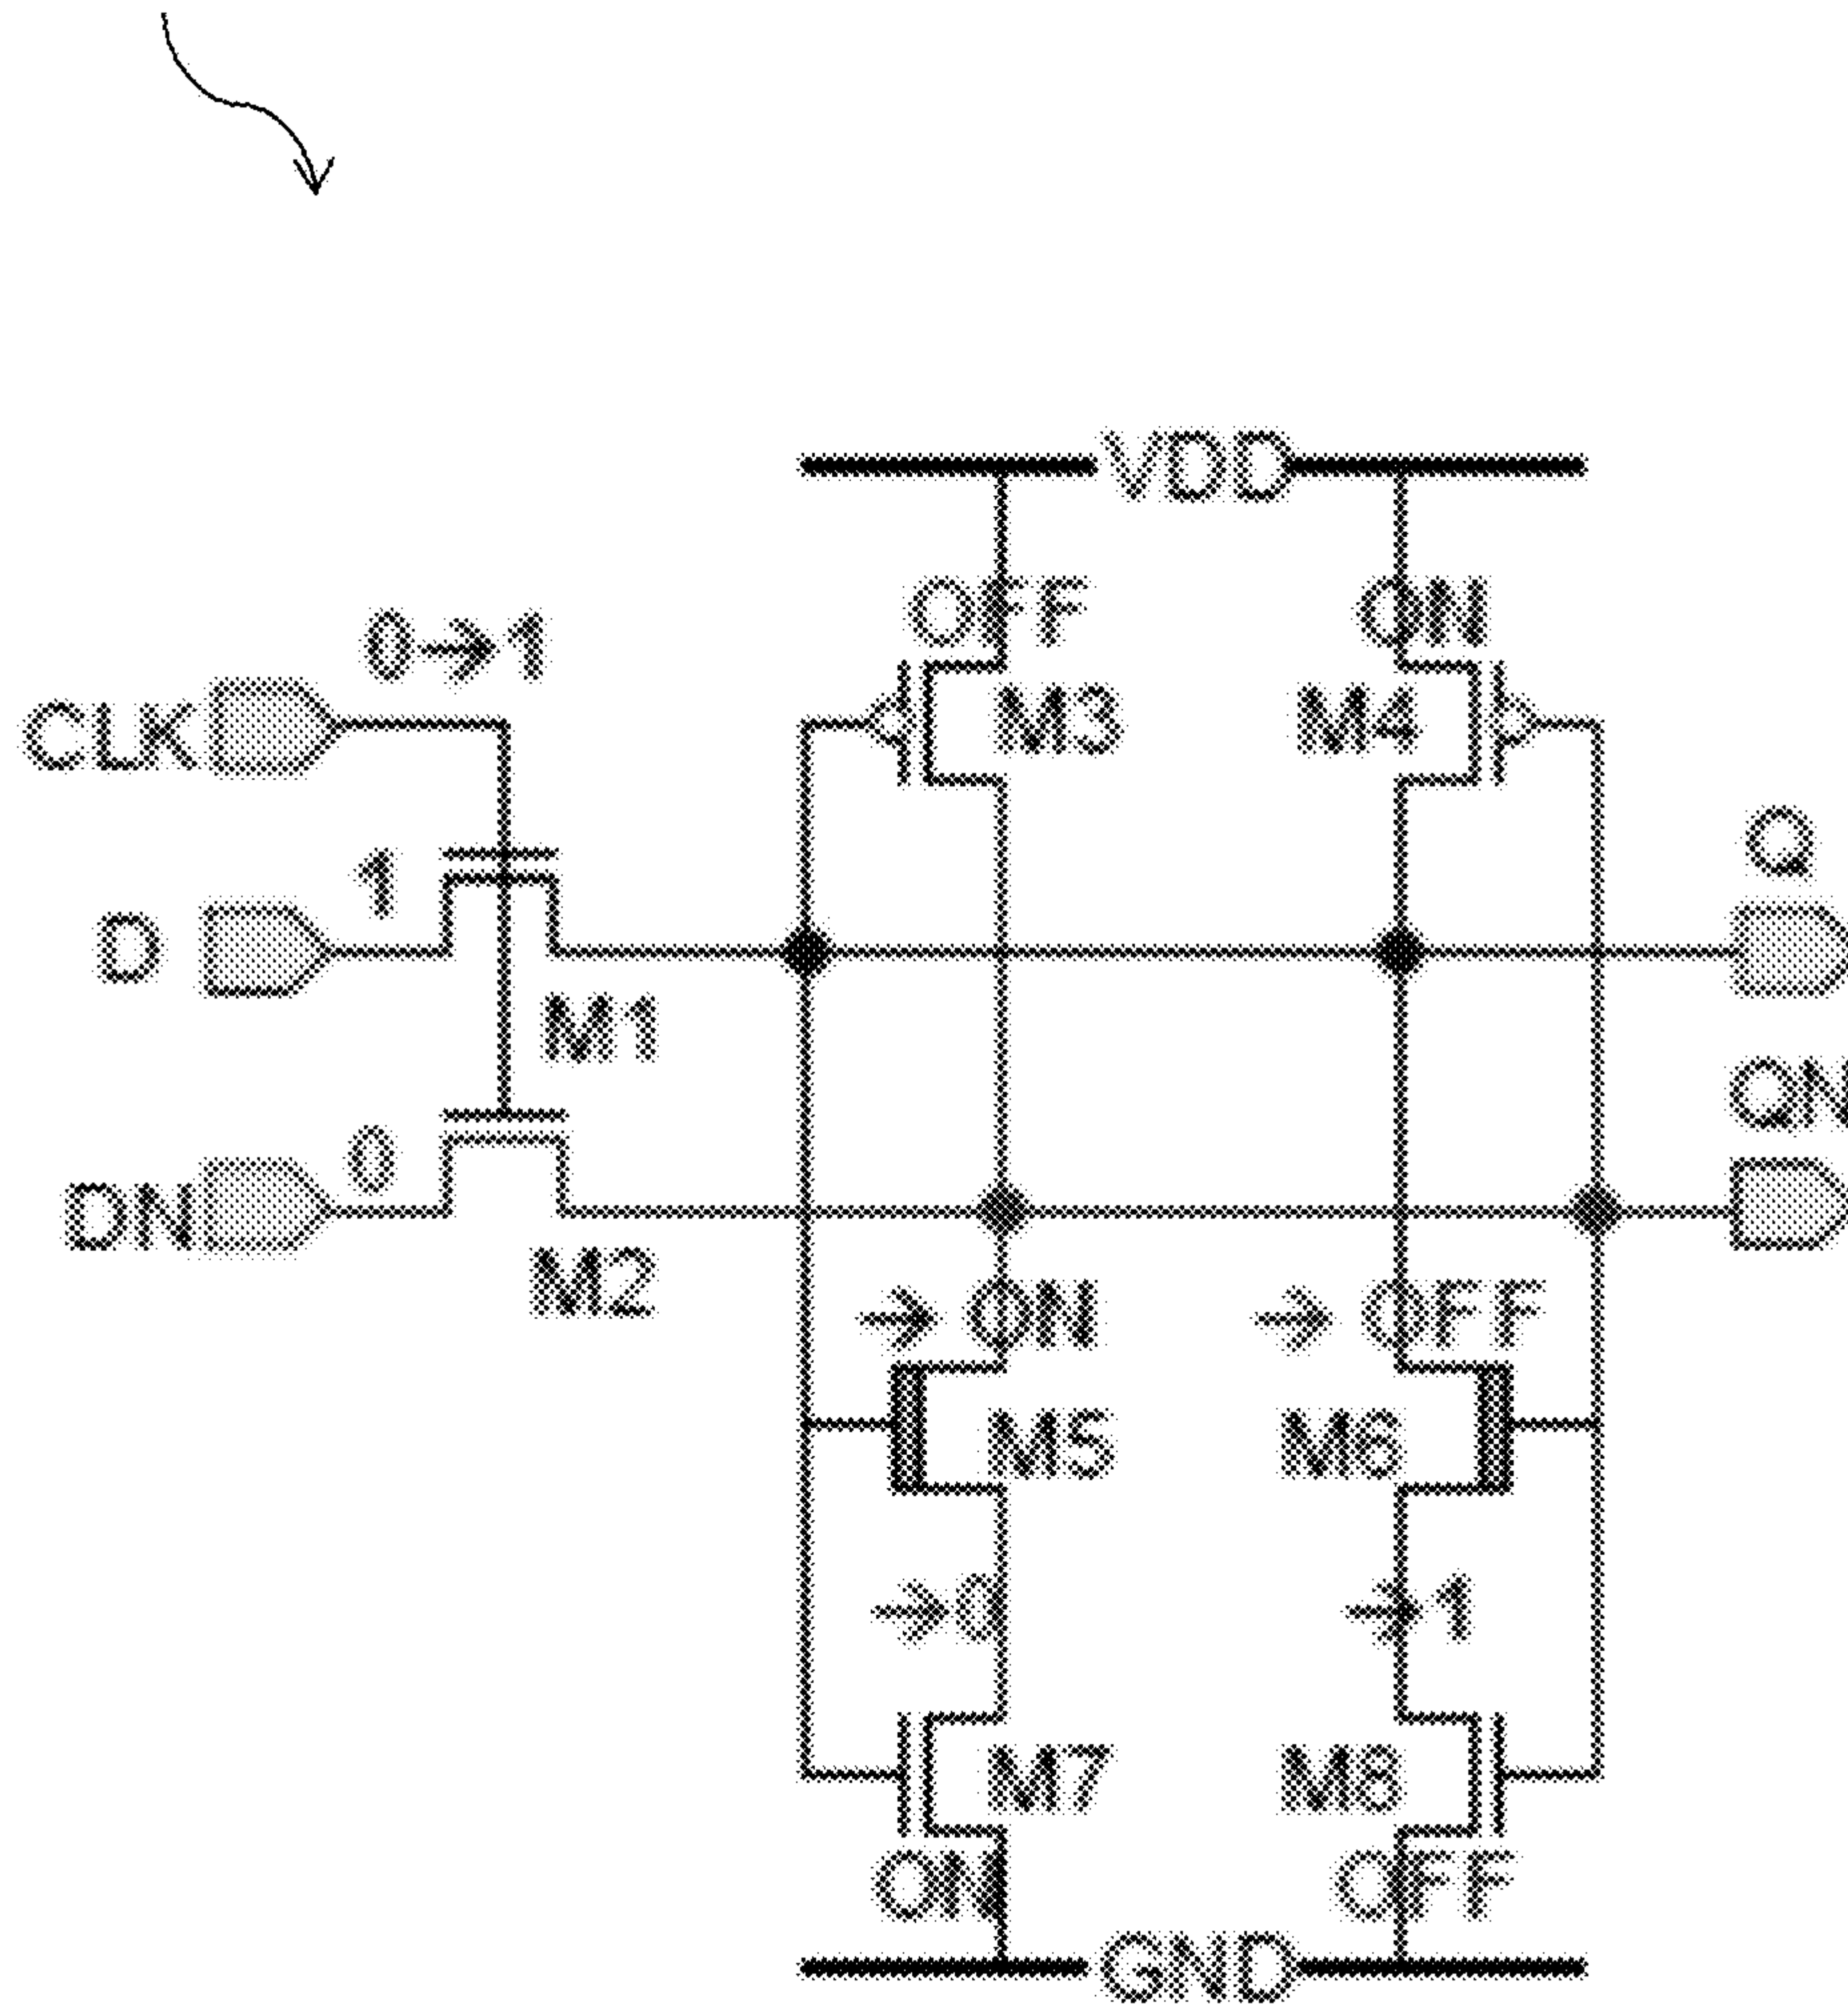 VDD
OFF ON
0→1
M3 M4
CLK
Q
1
D
M1
QN
0
DN
M2
→ ON → OFF
M5 M6
→0 →1
M7 M8
ON OFF
GND